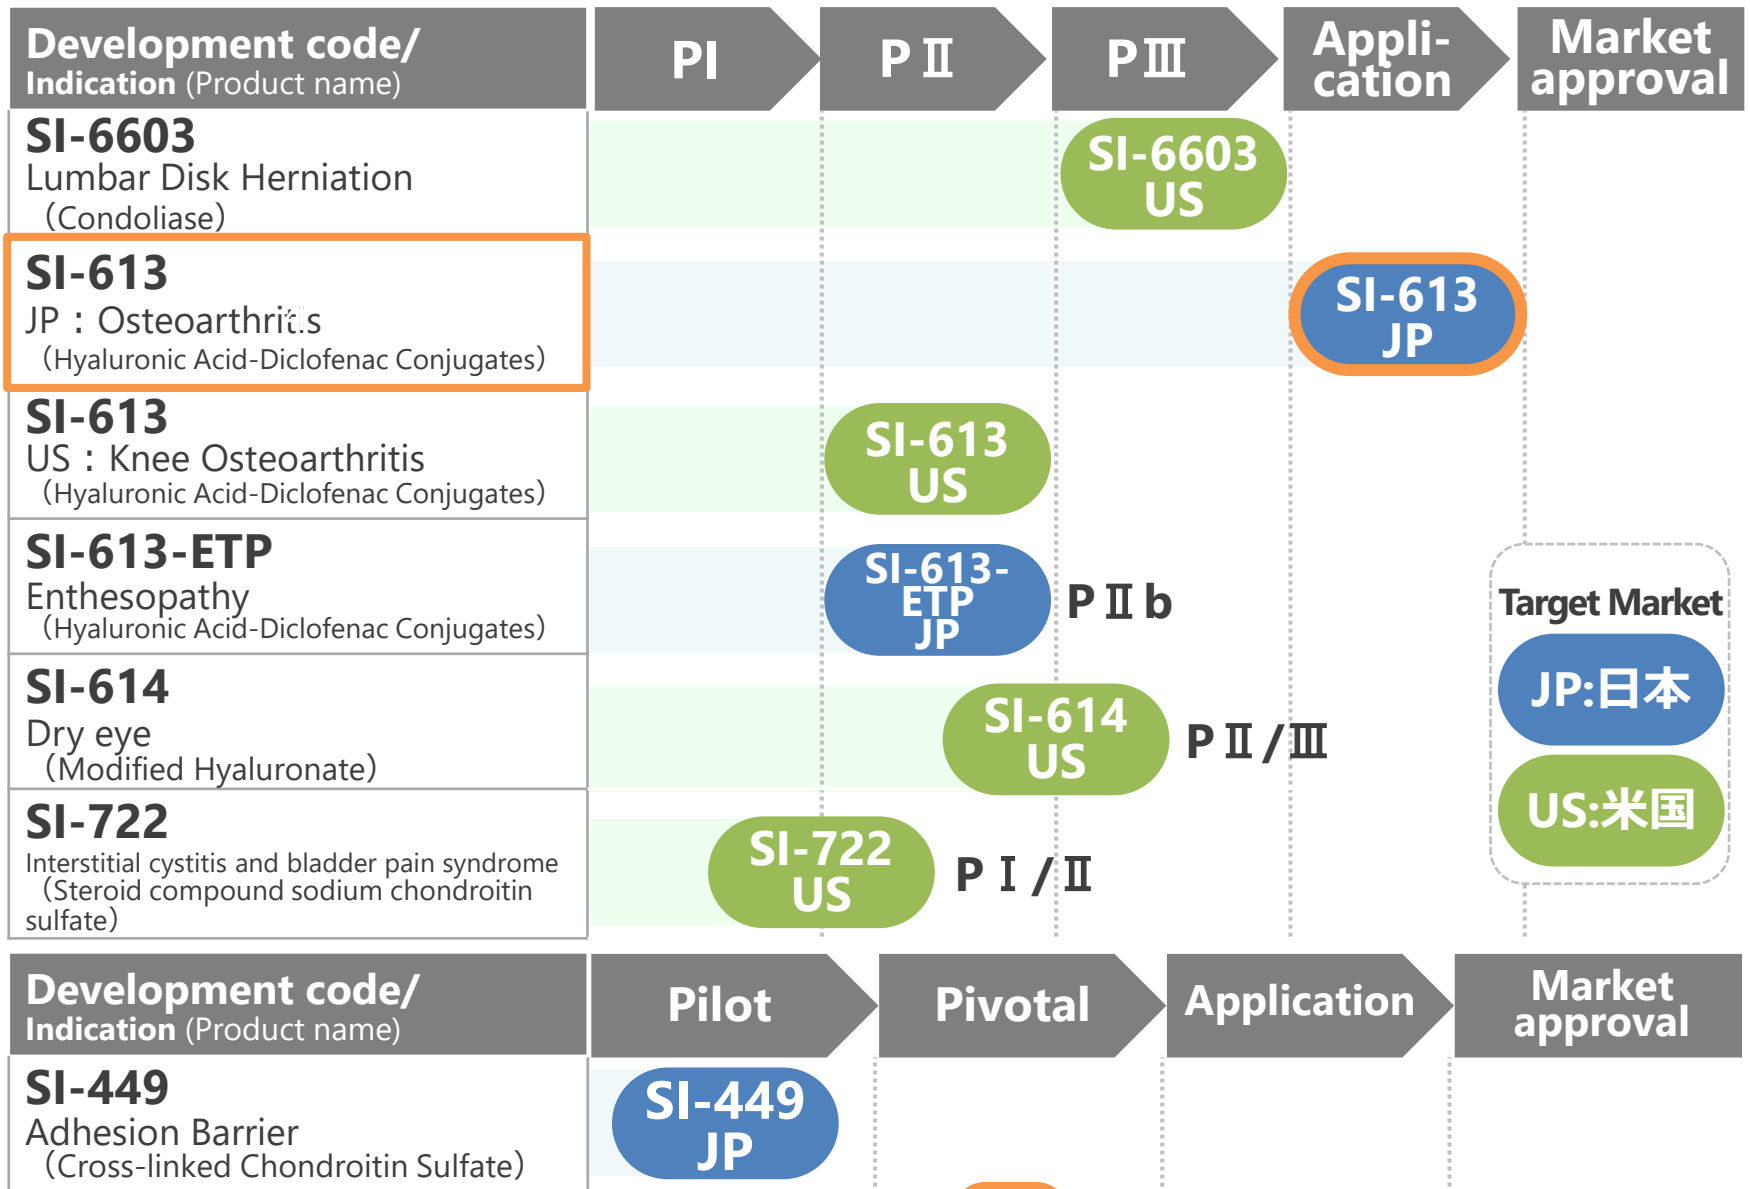 Development code/
Indication (Product name)
PI
PⅡ
PⅢ
Appli-
cation
Market
approval
SI-6603
Lumbar Disk Herniation
（Condoliase）
SI-6603
US
SI-613
JP：Osteoarthritis
（Hyaluronic Acid-Diclofenac Conjugates）
SI-613
JP
SI-613
US：Knee Osteoarthritis
（Hyaluronic Acid-Diclofenac Conjugates）
SI-613
US
SI-613-ETP
Enthesopathy
（Hyaluronic Acid-Diclofenac Conjugates）
SI-613-
ETP
JP
PⅡb
SI-614
Dry eye
（Modified Hyaluronate）
SI-614
US
PⅡ/Ⅲ
SI-722
Interstitial cystitis and bladder pain syndrome
（Steroid compound sodium chondroitin
sulfate）
SI-722
US
PⅠ/Ⅱ
Target Market
JP:日本
US:米国
Development code/
Indication (Product name)
Pilot
Pivotal
Application
Market
approval
SI-449
Adhesion Barrier
（Cross-linked Chondroitin Sulfate）
SI-449
JP